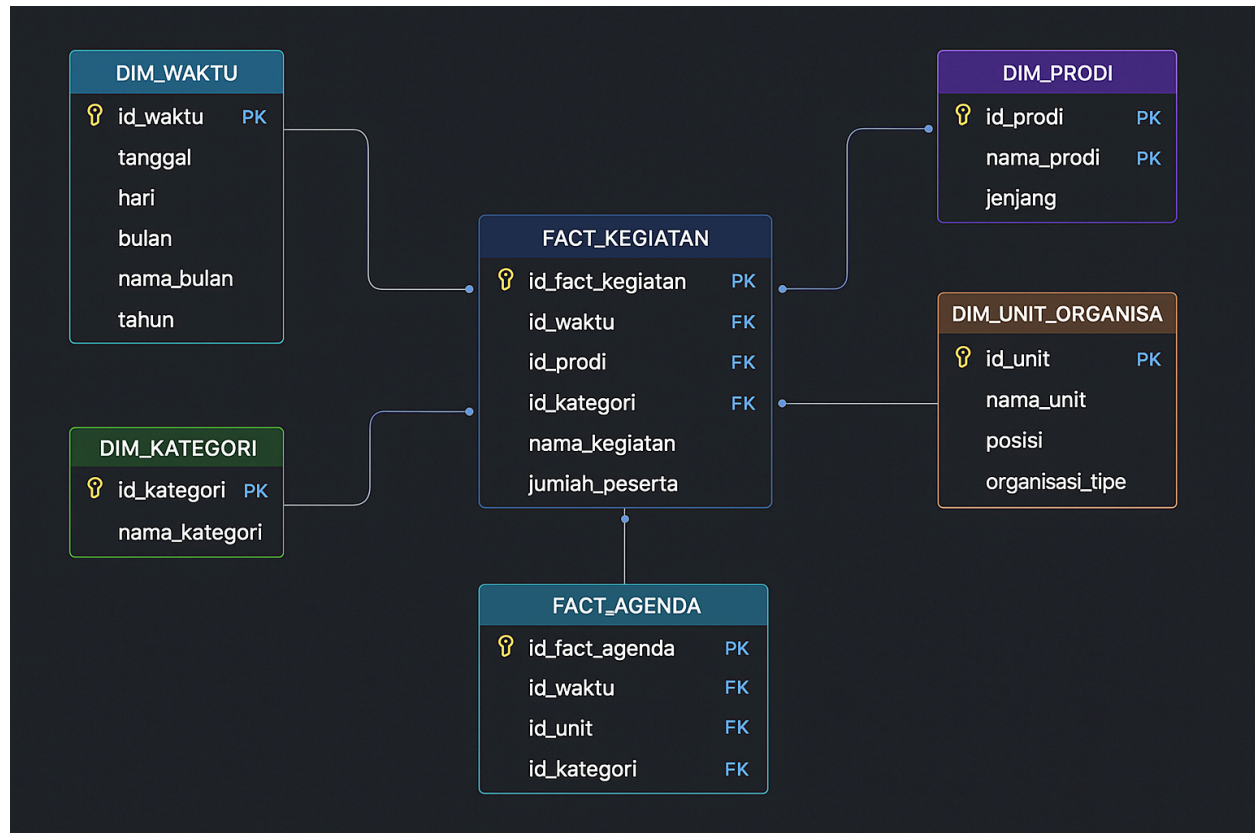 DIM_WAKTU
id_waktu PK
tanggal
hari
bulan
nama_bulan
tahun
DIM_KATEGORI
id_kategori PK
nama_kategori
FACT_KEGIATAN
id_fact_kegiatan PK
id_waktu FK
id_prodi FK
id_kategori FK
nama_kegiatan
jumiah_peserta
FACT_AGENDA
id_fact_agenda PK
id_waktu FK
id_unit FK
id_kategori FK
DIM_PRODI
id_prodi PK
nama_prodi PK
jenjang
DIM_UNIT_ORGANISA
id_unit PK
nama_unit
posisi
organisasi_tipe